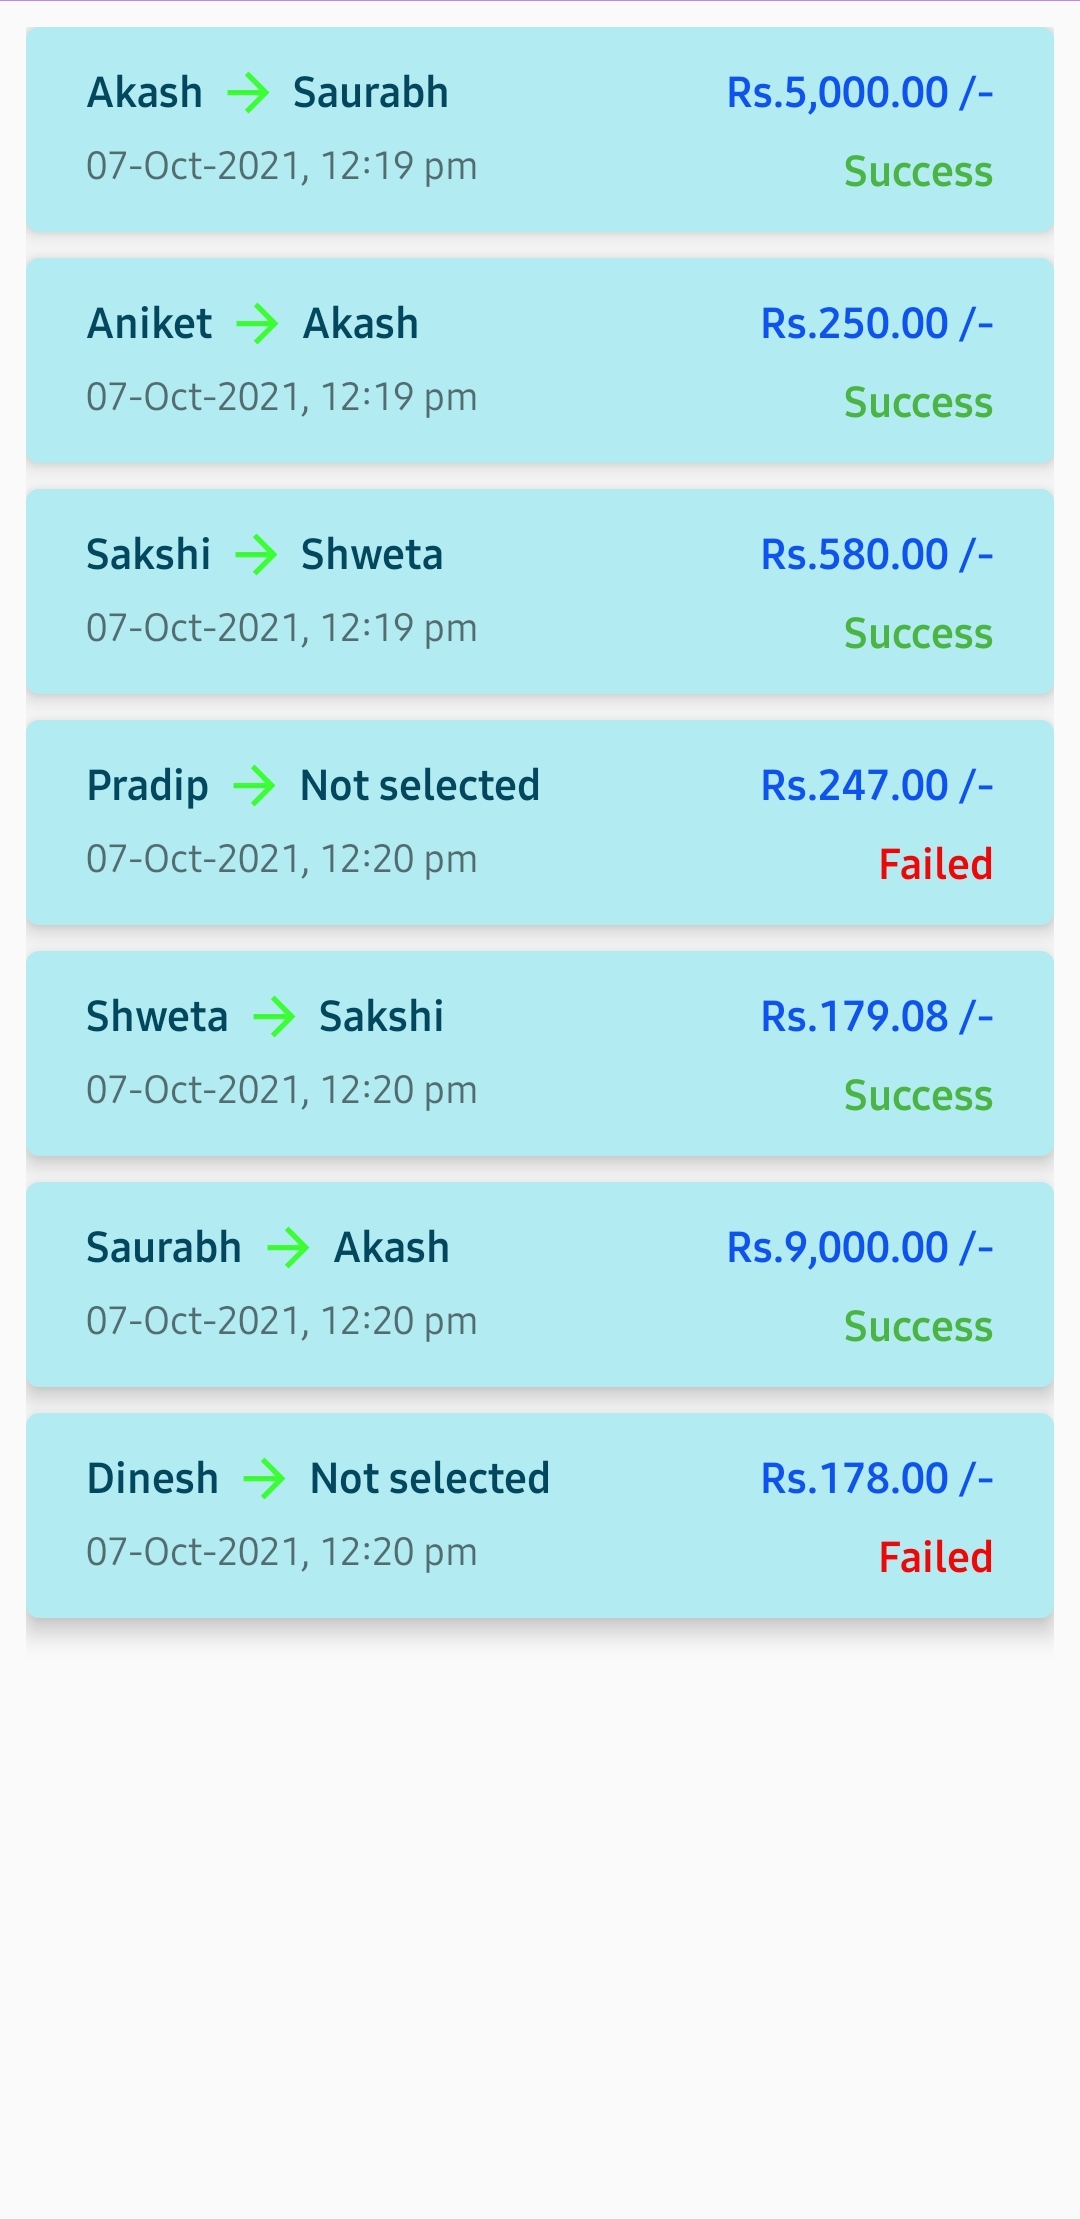 Akash → Saurabh Rs.5,000.00 /-
07-Oct-2021, 12:19 pm Success
Aniket → Akash Rs.250.00 /-
07-Oct-2021, 12:19 pm Success
Sakshi → Shweta Rs.580.00 /-
07-Oct-2021, 12:19 pm Success
Pradip → Not selected Rs.247.00 /-
07-Oct-2021, 12:20 pm Failed
Shweta → Sakshi Rs.179.08 /-
07-Oct-2021, 12:20 pm Success
Saurabh → Akash Rs.9,000.00 /-
07-Oct-2021, 12:20 pm Success
Dinesh → Not selected Rs.178.00 /-
07-Oct-2021, 12:20 pm Failed